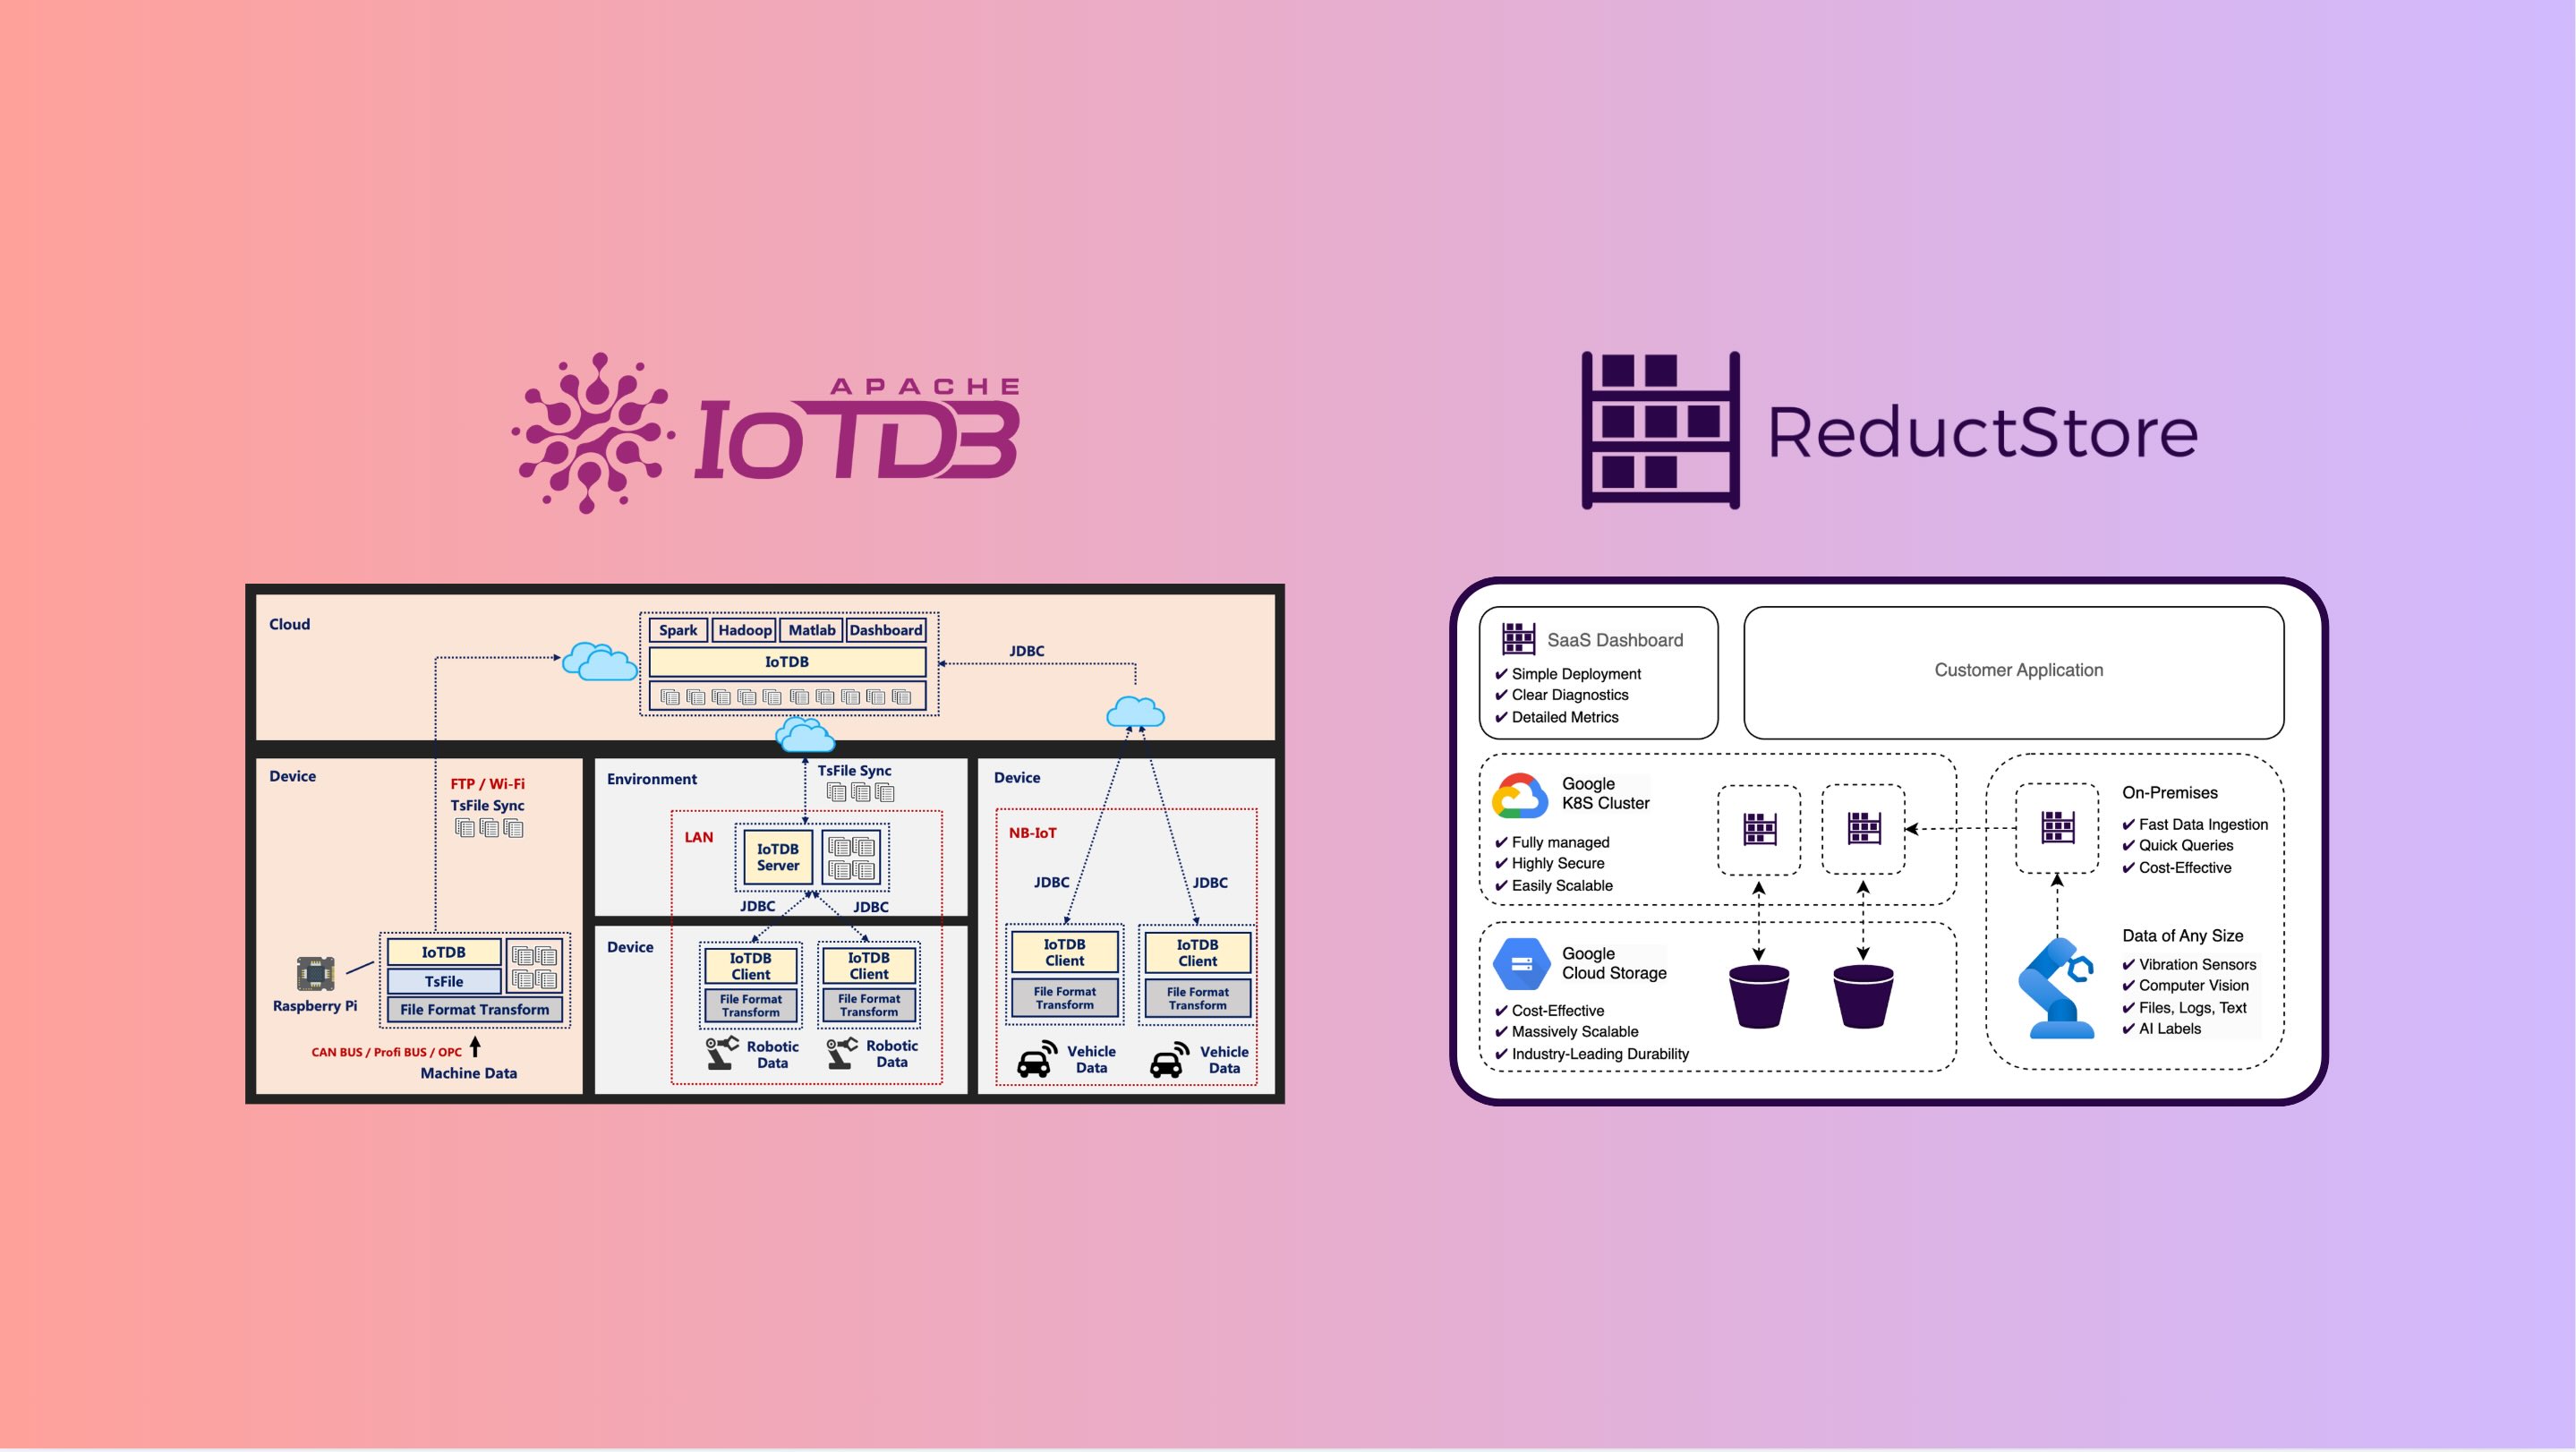 APACHE
IoTDB
ReductStore
Cloud
Spark
Hadoop
Matlab
Dashboard
IoTDB
JDBC
Device
FTP / Wi-Fi
TsFile Sync
IoTDB
TsFile
File Format Transform
Raspberry Pi
CAN BUS / Profi BUS / OPC
Machine Data
Environment
TsFile Sync
LAN
IoTDB
Server
JDBC
JDBC
Device
IoTDB
Client
File Format
Transform
Robotic
Data
IoTDB
Client
File Format
Transform
Robotic
Data
Device
NB-IoT
JDBC
JDBC
IoTDB
Client
File Format
Transform
Vehicle
Data
IoTDB
Client
File Format
Transform
Vehicle
Data
SaaS Dashboard
✔ Simple Deployment
✔ Clear Diagnostics
✔ Detailed Metrics
Customer Application
Google
K8S Cluster
✔ Fully managed
✔ Highly Secure
✔ Easily Scalable
Google
Cloud Storage
✔ Cost-Effective
✔ Massively Scalable
✔ Industry-Leading Durability
On-Premises
✔ Fast Data Ingestion
✔ Quick Queries
✔ Cost-Effective
Data of Any Size
✔ Vibration Sensors
✔ Computer Vision
✔ Files, Logs, Text
✔ AI Labels